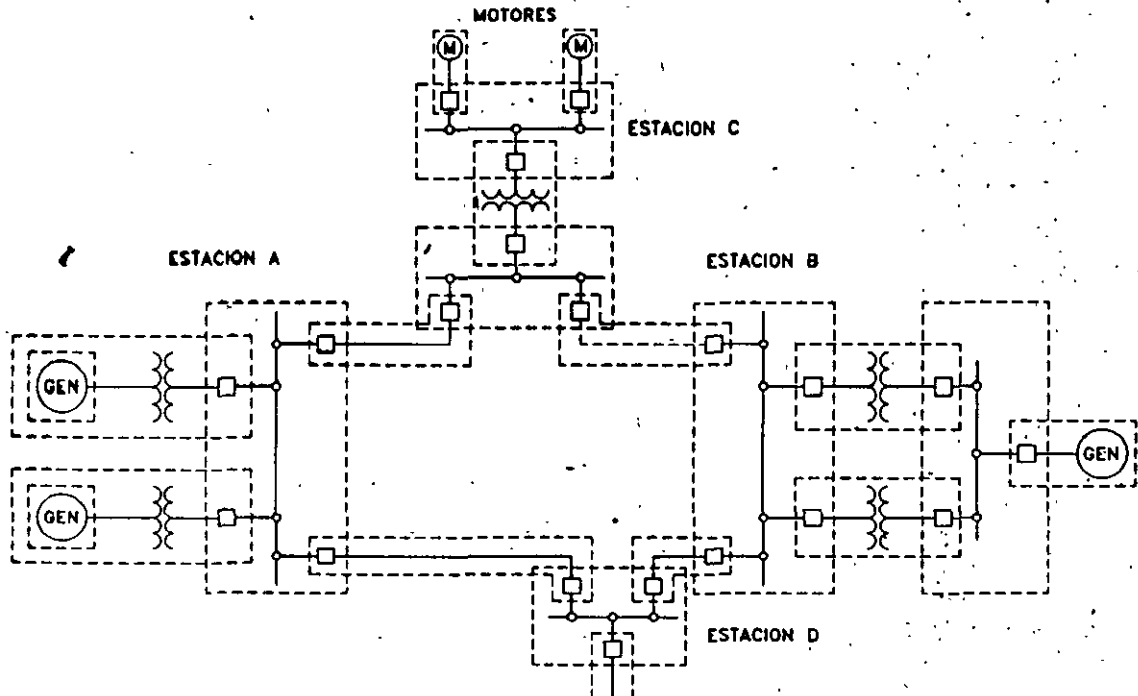 MOTORES
M
M
ESTACION C
ESTACION A
ESTACION B
GEN
GEN
GEN
ESTACION D